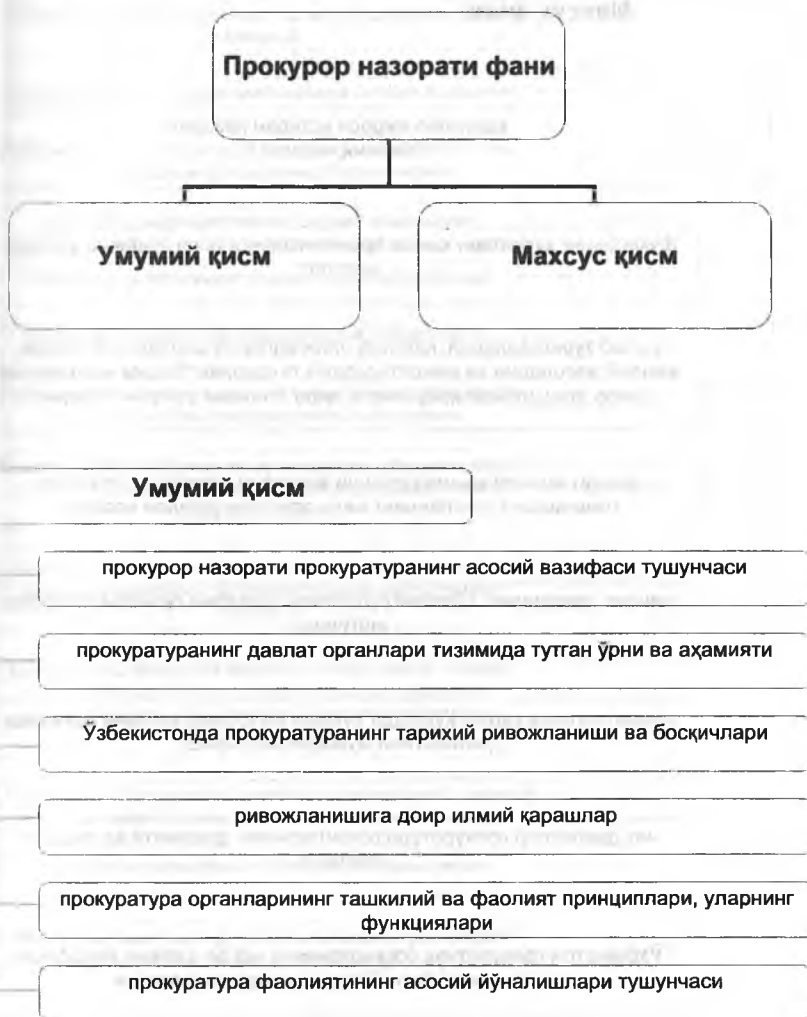 Прокурор назорати фани
Умумий қисм
Махсус қисм
Умумий қисм
прокурор назорати прокуратуранинг асосий вазифаси тушунчаси
прокуратуранинг давлат органлари тизимида тутган ўрни ва аҳамияти
Ўзбекистонда прокуратуранинг тарихий ривожланиши ва босқичлари
ривожланишига доир илмий қарашлар
прокуратура органларининг ташкилий ва фаолият принциплари, уларнинг
функциялари
прокуратура фаолиятининг асосий йўналишлари тушунчаси